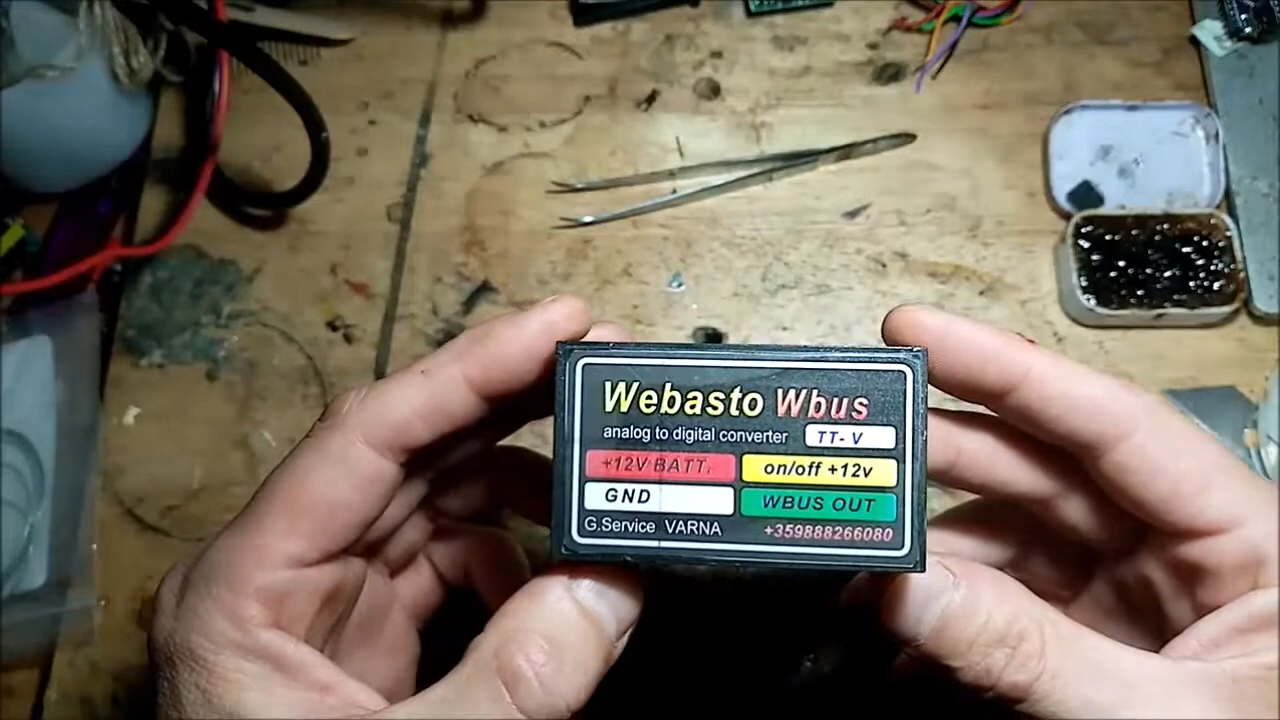 Webasto Wbus
analog to digital converter TT- V
+12V BATT. on/off +12v
GND WBUS OUT
G.Service VARNA +359888266080